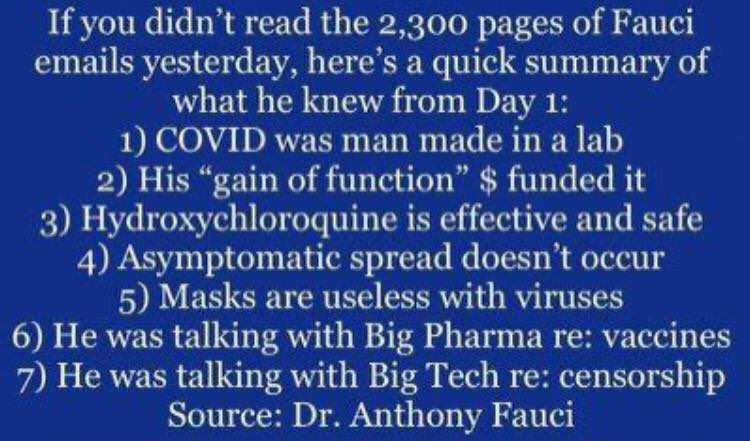 If you didn’t read the 2,300 pages of Fauci
emails yesterday, here’s a quick summary of
what he knew from Day 1:
1) COVID was man made in a lab
2) His “gain of function” $ funded it
3) Hydroxychloroquine is effective and safe
4) Asymptomatic spread doesn’t occur
5) Masks are useless with viruses
6) He was talking with Big Pharma re: vaccines
7) He was talking with Big Tech re: censorship
Source: Dr. Anthony Fauci